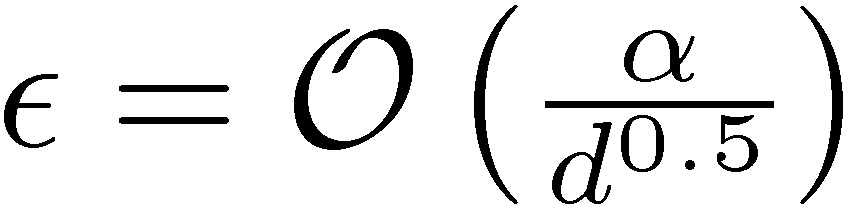 ϵ = 𝒪 ( α / d^0.5 )